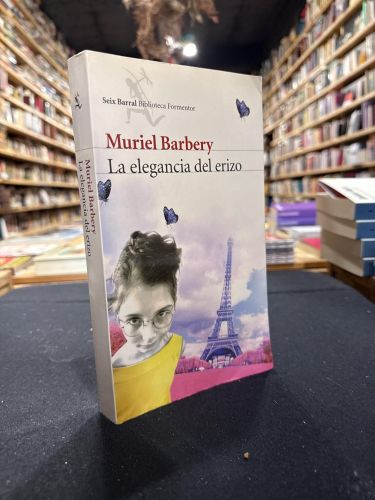 Seix Barral Biblioteca Formentor
Muriel Barbery
La elegancia del erizo
Muriel Barbery
La elegancia del erizo